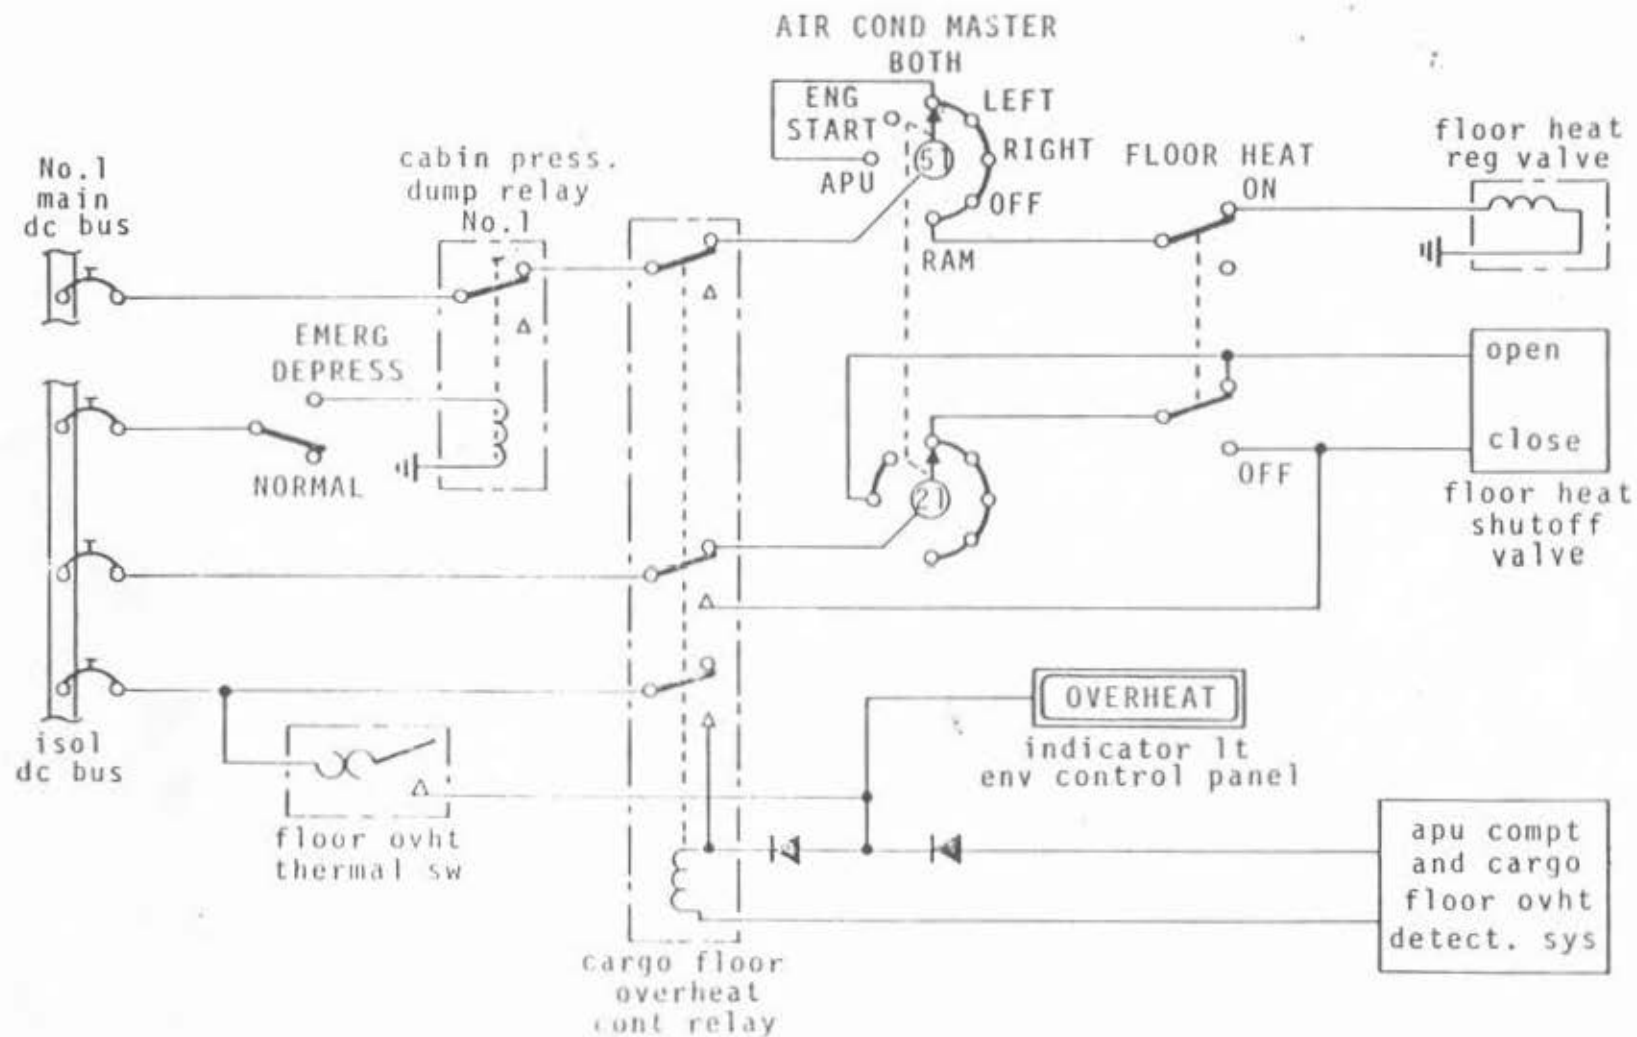 AIR COND MASTER
BOTH
ENG
START
LEFT
RIGHT
APU
OFF
RAM
51
FLOOR HEAT
ON
floor heat
reg valve
No.1
main
dc bus
cabin press.
dump relay
No.1
EMERG
DEPRESS
NORMAL
open
close
OFF
floor heat
shutoff
valve
21
isol
dc bus
floor ovht
thermal sw
OVERHEAT
indicator lt
env control panel
apu compt
and cargo
floor ovht
detect. sys
cargo floor
overheat
cont relay